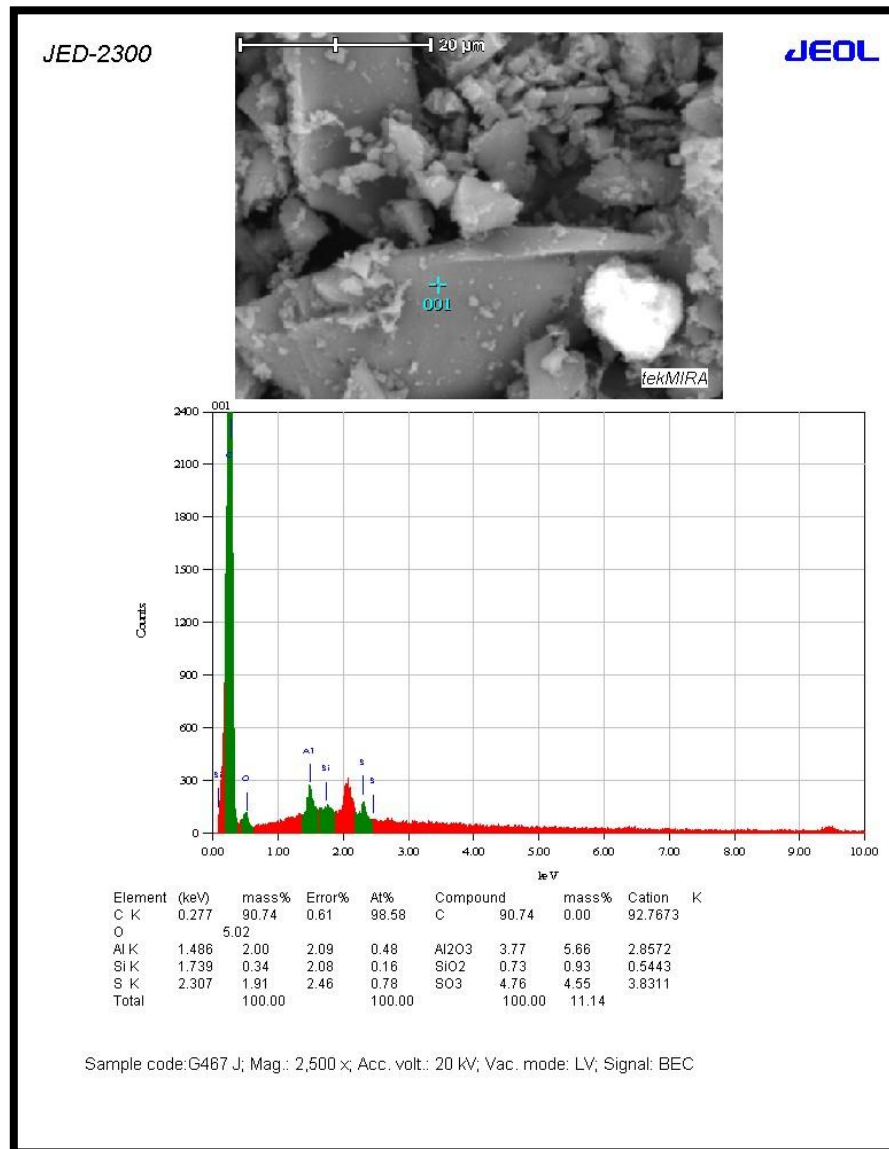 JED-2300
JEOL
20 µm
001
tekMIRA
001
2400
2100
1800
1500
1200
900
600
300
0
Counts
C
Si
O
Al
Si
S
S
0.00 1.00 2.00 3.00 4.00 5.00 6.00 7.00 8.00 9.00 10.00
keV
Element (keV) mass% Error% At% Compound mass% Cation K
C K 0.277 90.74 0.61 98.58 C 90.74 0.00 92.7673
O 5.02
Al K 1.486 2.00 2.09 0.48 Al2O3 3.77 5.66 2.8572
Si K 1.739 0.34 2.08 0.16 SiO2 0.73 0.93 0.5443
S K 2.307 1.91 2.46 0.78 SO3 4.76 4.55 3.8311
Total 100.00 100.00 100.00 11.14
Sample code:G467 J; Mag.: 2,500 x; Acc. volt.: 20 kV; Vac. mode: LV; Signal: BEC